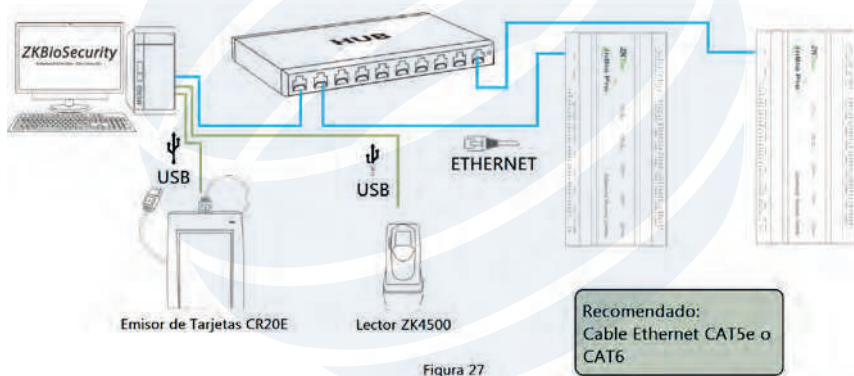 ZKBioSecurity
HUB
USB
USB
ETHERNET
Emisor de Tarjetas CR20E
Lector ZK4500
Recomendado:
Cable Ethernet CAT5e o
CAT6
Figura 27